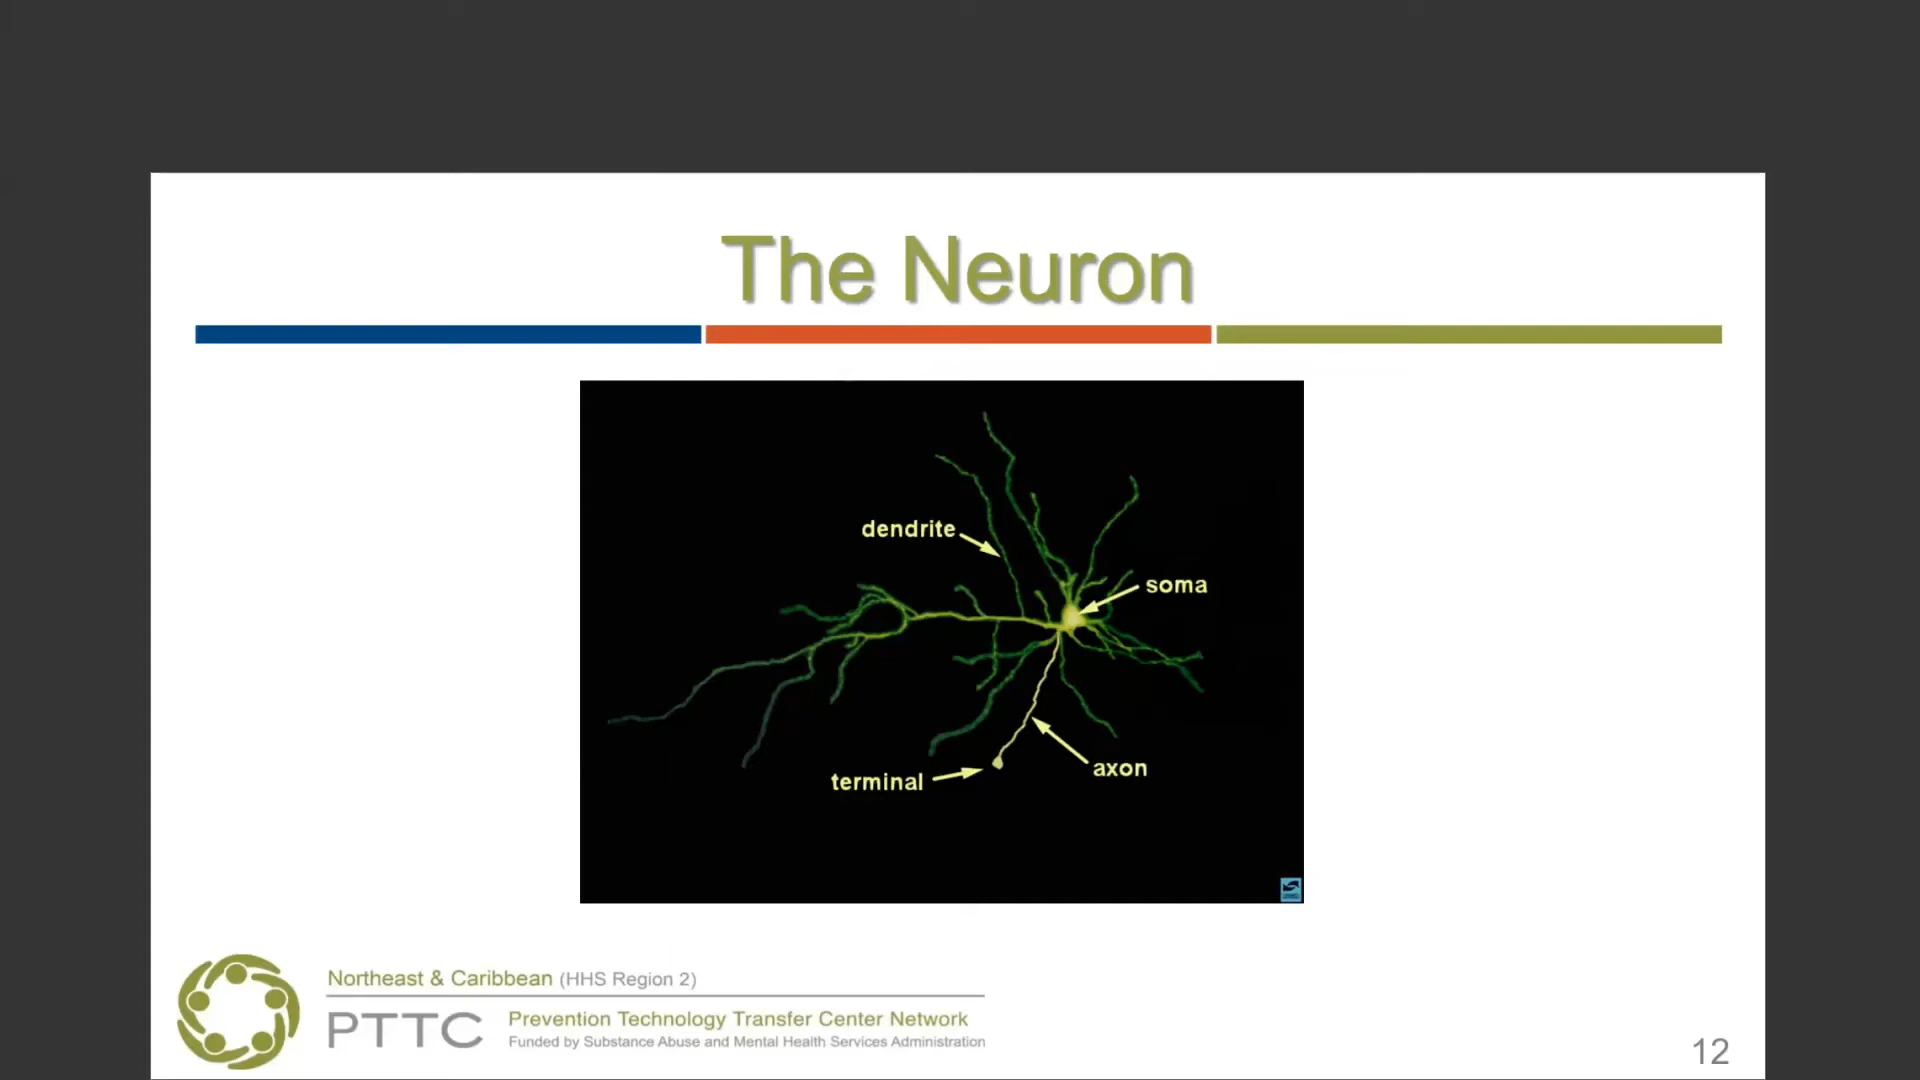 The Neuron
dendrite
soma
axon
terminal
Northeast & Caribbean (HHS Region 2)
PTTC
Prevention Technology Transfer Center Network
Funded by Substance Abuse and Mental Health Services Administration
12